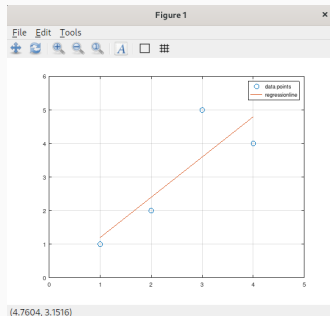 Figure 1 ×
File Edit Tools
A
6
5
4
3
2
1
0
0 1 2 3 4 5
data points
regressionline
(4.7604, 3.1516)